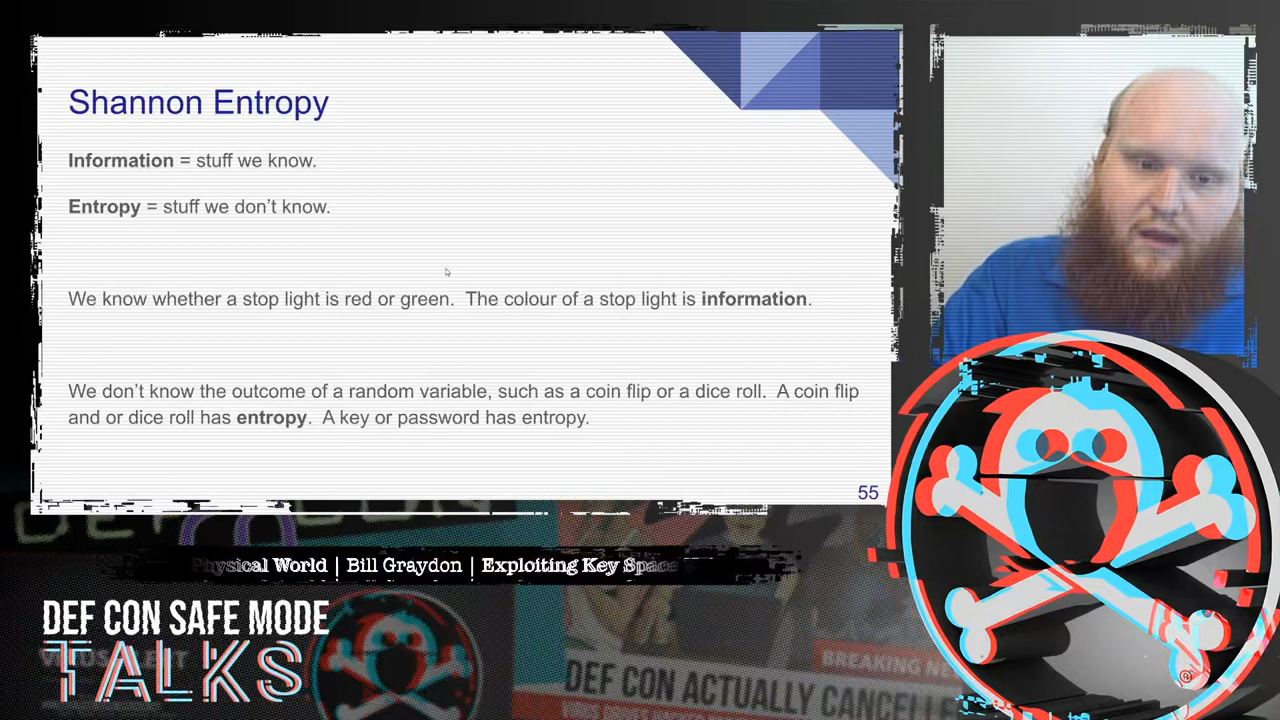 Shannon Entropy
Information = stuff we know.
Entropy = stuff we don't know.
We know whether a stop light is red or green.  The colour of a stop light is information.
We don't know the outcome of a random variable, such as a coin flip or a dice roll.  A coin flip
and or dice roll has entropy.  A key or password has entropy.
55
Physical World | Bill Graydon | Exploiting Key Space
DEF CON SAFE MODE
TALKS
DEF CON
BREAKING NE
DEF CON ACTUALLY CANCELLE